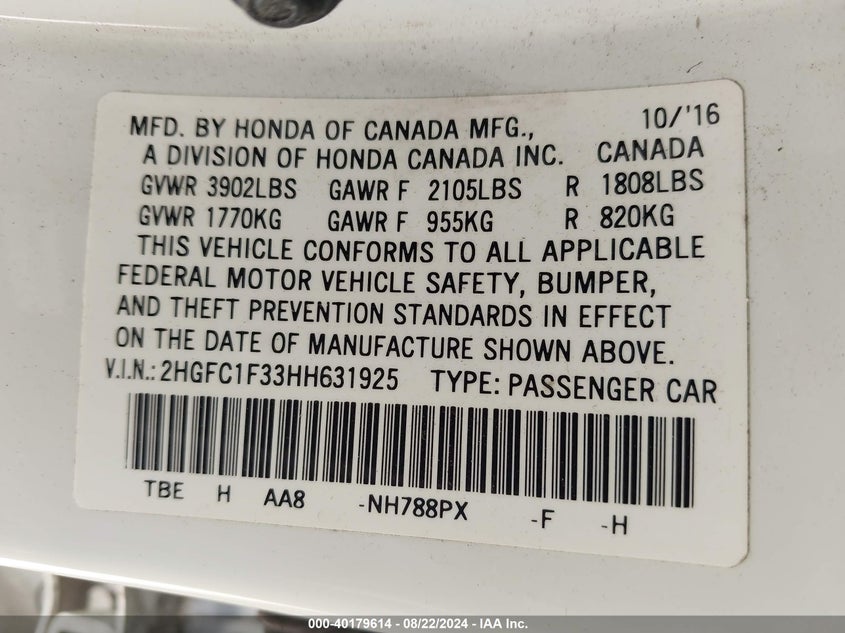 MFD. BY HONDA OF CANADA MFG., 10/'16
A DIVISION OF HONDA CANADA INC. CANADA
GVWR 3902LBS GAWR F 2105LBS R 1808LBS
GVWR 1770KG GAWR F 955KG R 820KG
THIS VEHICLE CONFORMS TO ALL APPLICABLE
FEDERAL MOTOR VEHICLE SAFETY, BUMPER,
AND THEFT PREVENTION STANDARDS IN EFFECT
ON THE DATE OF MANUFACTURE SHOWN ABOVE.
V.I.N.: 2HGFC1F33HH631925 TYPE: PASSENGER CAR
TBE H AA8 -NH788PX -F -H
000-40179614 - 08/22/2024 - IAA Inc.